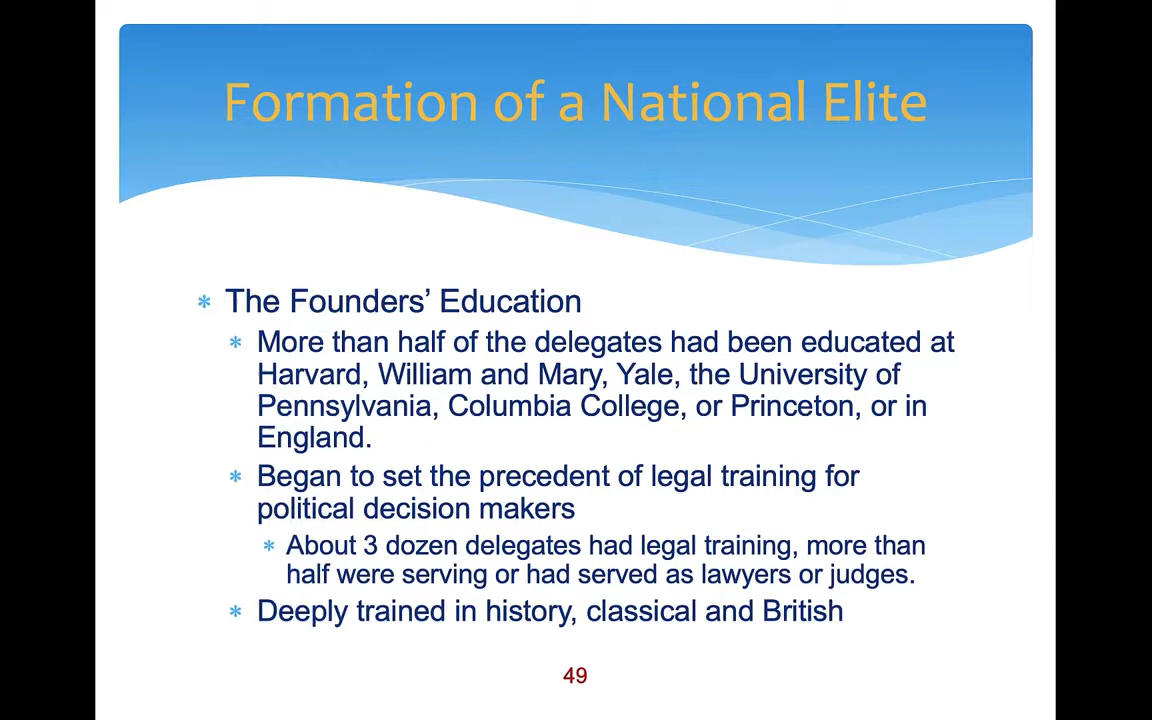 Formation of a National Elite
* The Founders’ Education
* More than half of the delegates had been educated at
Harvard, William and Mary, Yale, the University of
Pennsylvania, Columbia College, or Princeton, or in
England.
* Began to set the precedent of legal training for
political decision makers
* About 3 dozen delegates had legal training, more than
half were serving or had served as lawyers or judges.
* Deeply trained in history, classical and British
49